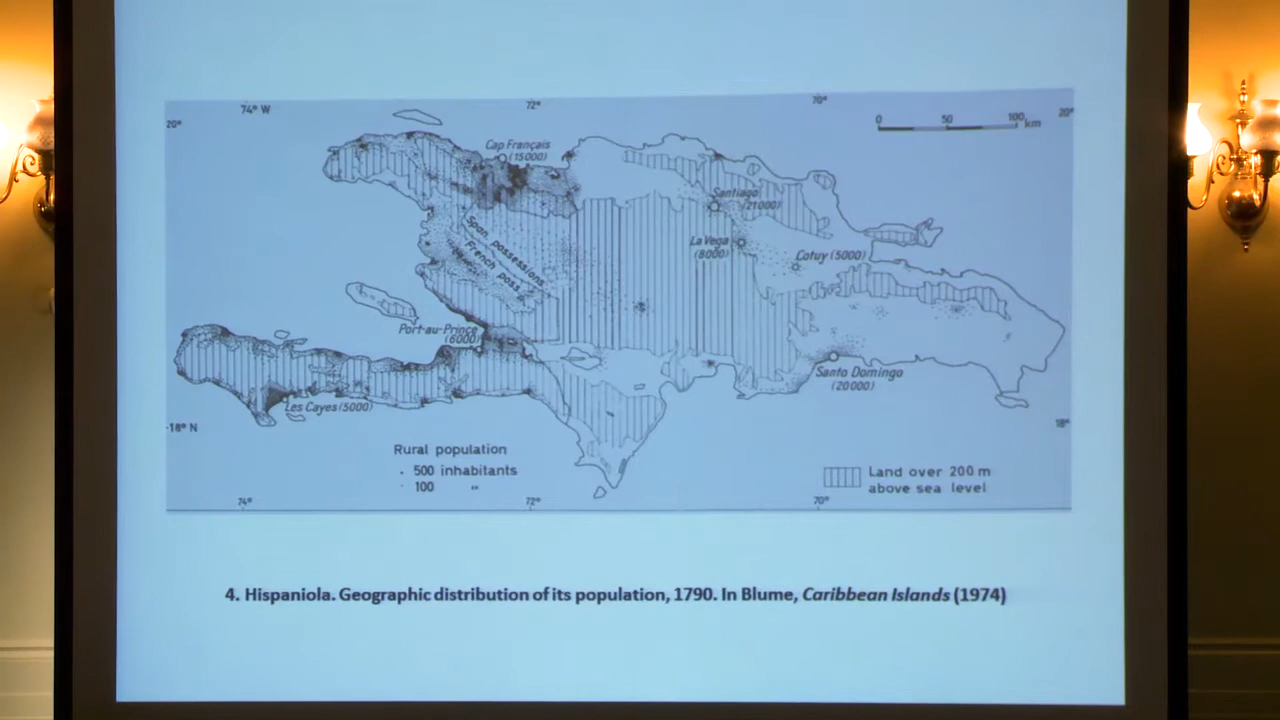 74° W
72°
70°
20°
20°
0 50 100 km
Cap Français
(15000)
Santiago
(21000)
Span. possessions
French poss.
La Vega
(8000)
Cotuy (5000)
Port-au-Prince
(6000)
Santo Domingo
(20000)
Les Cayes (5000)
18° N
18°
Rural population
. 500 inhabitants
. 100 "
Land over 200 m
above sea level
74°
72°
70°
4. Hispaniola. Geographic distribution of its population, 1790. In Blume, Caribbean Islands (1974)